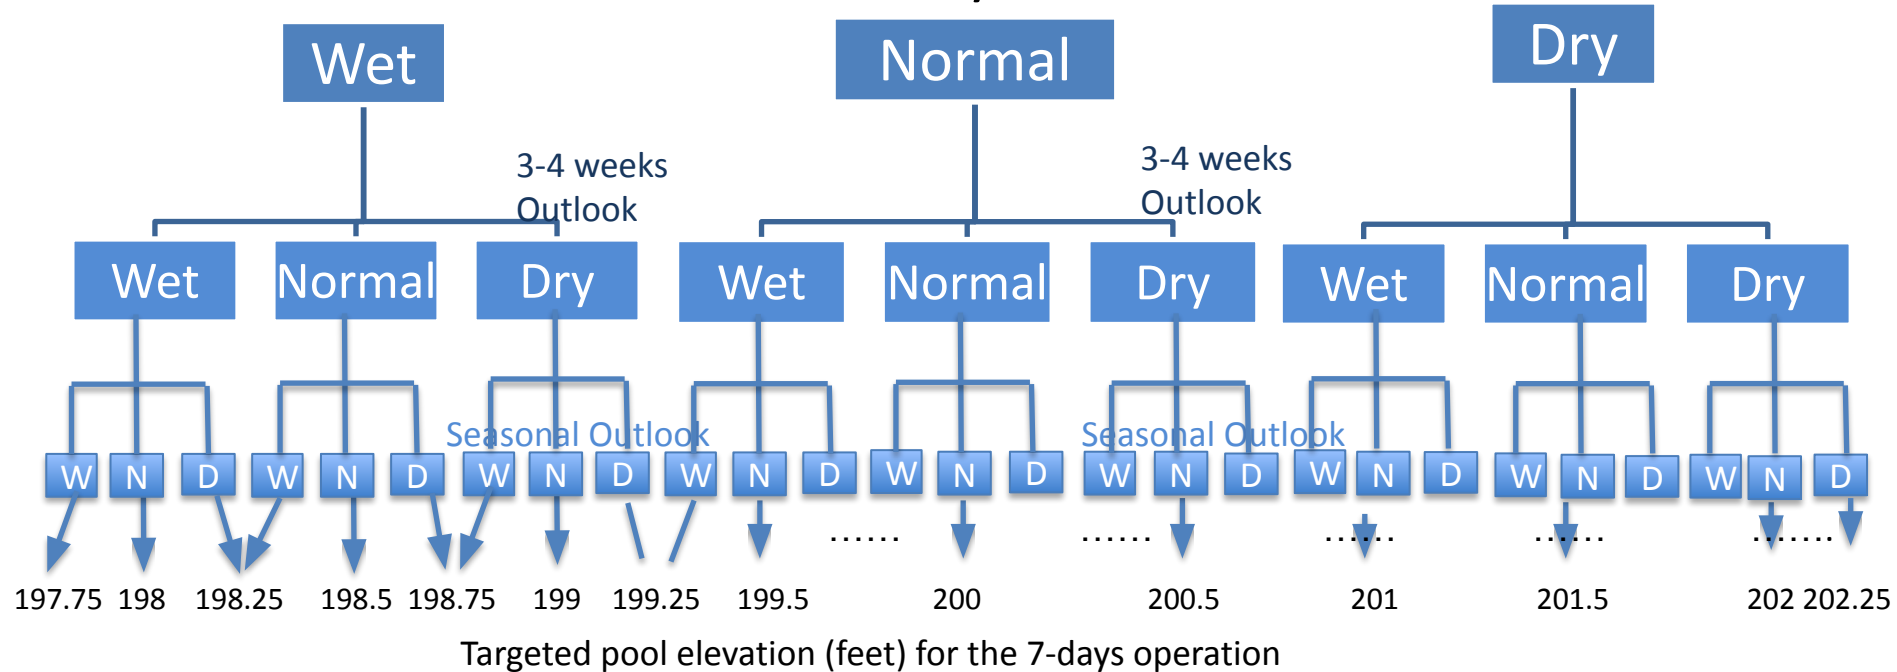 Wet
Normal
Dry
3-4 weeks
Outlook
3-4 weeks
Outlook
Wet Normal Dry Wet Normal Dry Wet Normal Dry
Seasonal Outlook Seasonal Outlook
W N D W N D W N D W N D W N D W N D W N D W N D W N D
...... ...... ...... ...... .......
197.75 198 198.25 198.5 198.75 199 199.25 199.5 200 200.5 201 201.5 202 202.25
Targeted pool elevation (feet) for the 7-days operation